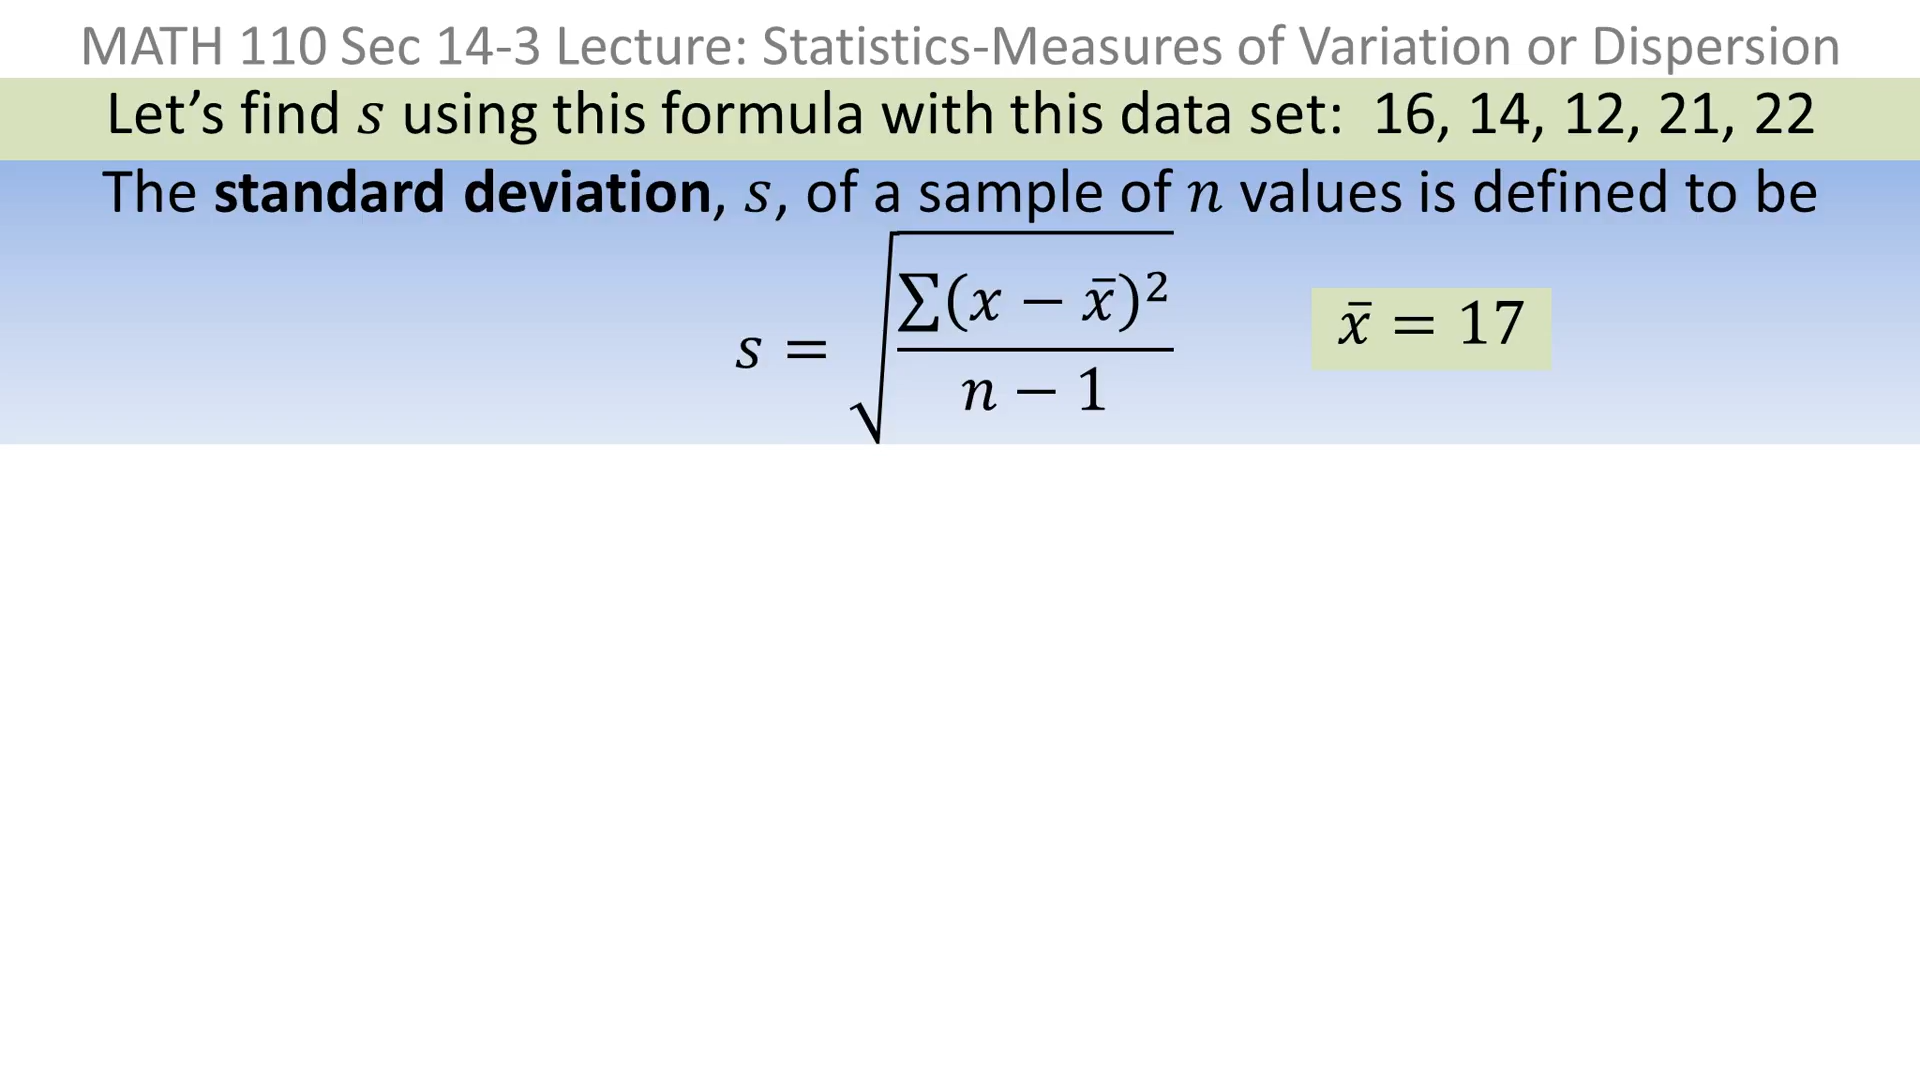 MATH 110 Sec 14-3 Lecture: Statistics-Measures of Variation or Dispersion
Let’s find 𝑠 using this formula with this data set:  16, 14, 12, 21, 22
The standard deviation, 𝑠, of a sample of 𝑛 values is defined to be
𝑠 = √(∑(𝑥 − 𝑥̄)² / (𝑛 − 1))
𝑥̄ = 17